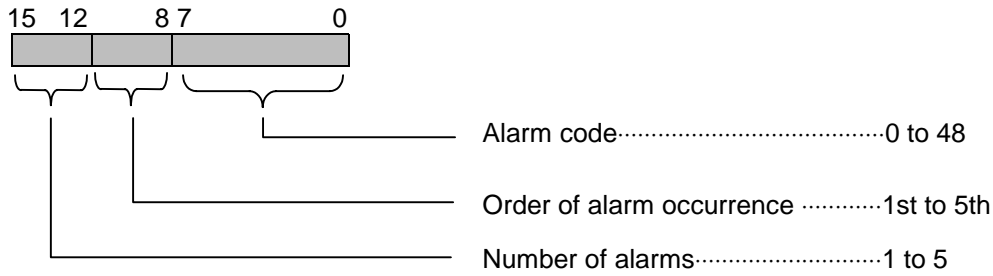 15 12 8 7 0
Alarm code·······································0 to 48
Order of alarm occurrence ············1st to 5th
Number of alarms····························1 to 5